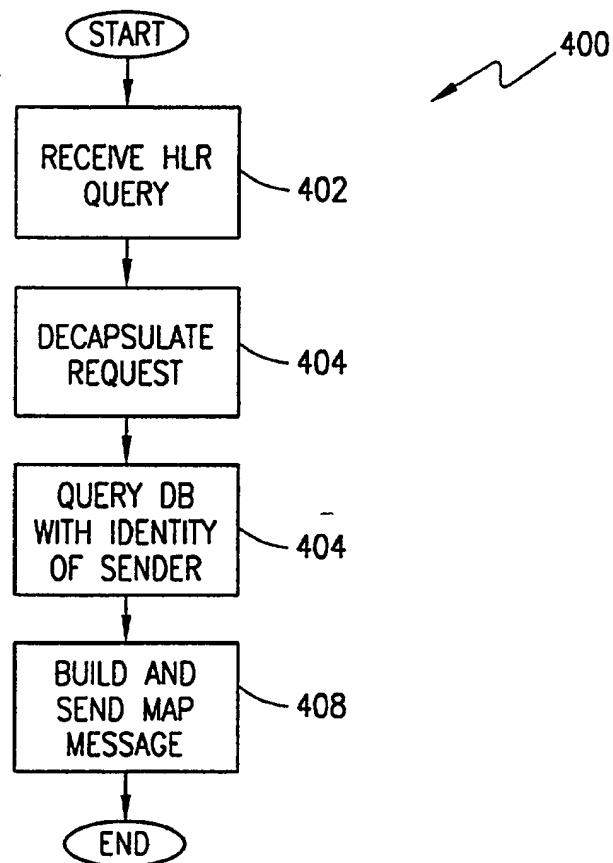 START
400
RECEIVE HLR
QUERY
402
DECAPSULATE
REQUEST
404
QUERY DB
WITH IDENTITY
OF SENDER
404
BUILD AND
SEND MAP
MESSAGE
408
END